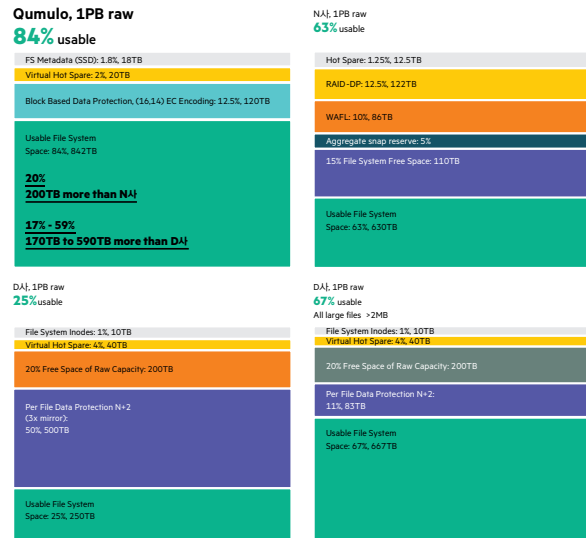 Qumulo, 1PB raw
84% usable
FS Metadata (SSD): 1.8%, 18TB
Virtual Hot Spare: 2%, 20TB
Block Based Data Protection, (16,14) EC Encoding: 12.5%, 120TB
Usable File System
Space: 84%, 842TB
20%
200TB more than N사
17% - 59%
170TB to 590TB more than D사
N사, 1PB raw
63% usable
Hot Spare: 1.25%, 12.5TB
RAID-DP: 12.5%, 122TB
WAFL: 10%, 86TB
Aggregate snap reserve: 5%
15% File System Free Space: 110TB
Usable File System
Space: 63%, 630TB
D사, 1PB raw
25%usable
File System Inodes: 1%, 10TB
Virtual Hot Spare: 4%, 40TB
20% Free Space of Raw Capacity: 200TB
Per File Data Protection N+2
(3x mirror):
50%, 500TB
Usable File System
Space: 25%, 250TB
D사, 1PB raw
67% usable
All large files >2MB
File System Inodes: 1%, 10TB
Virtual Hot Spare: 4%, 40TB
20% Free Space of Raw Capacity: 200TB
Per File Data Protection N+2:
11%, 83TB
Usable File System
Space: 67%, 667TB